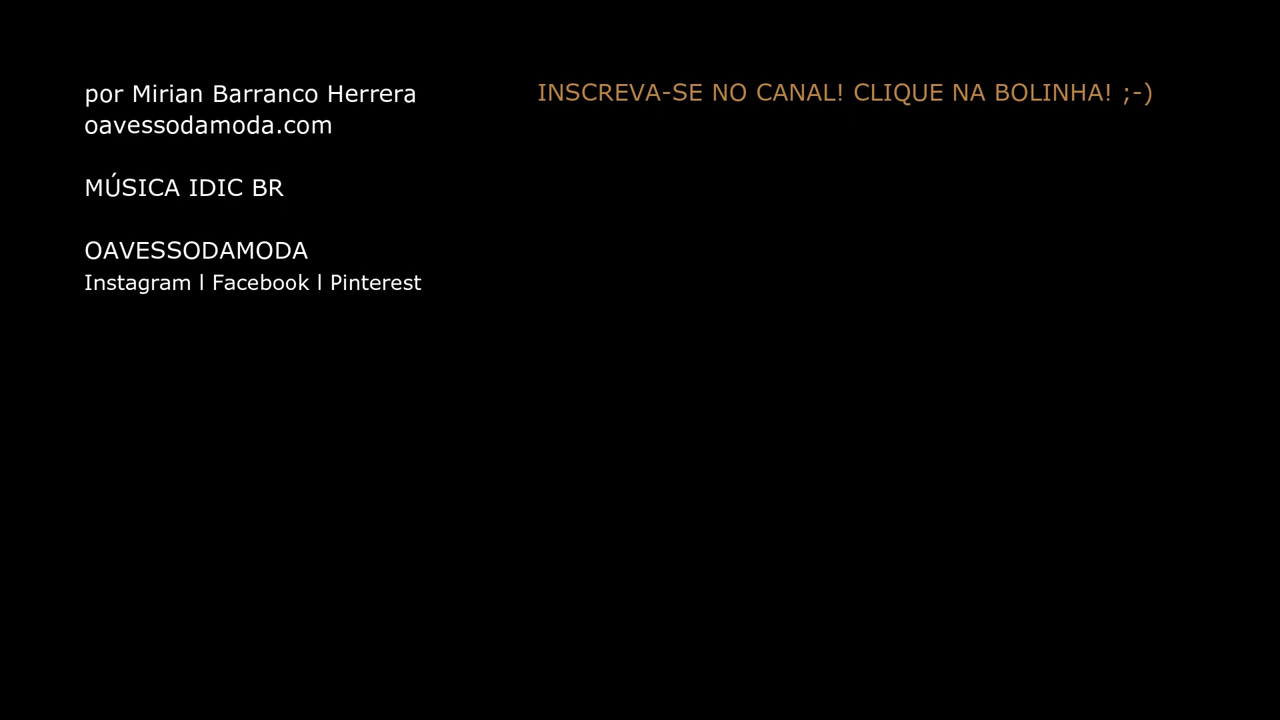 por Mirian Barranco Herrera
oavessodamoda.com
MÚSICA IDIC BR
OAVESSODAMODA
Instagram l Facebook l Pinterest
INSCREVA-SE NO CANAL! CLIQUE NA BOLINHA! ;-)